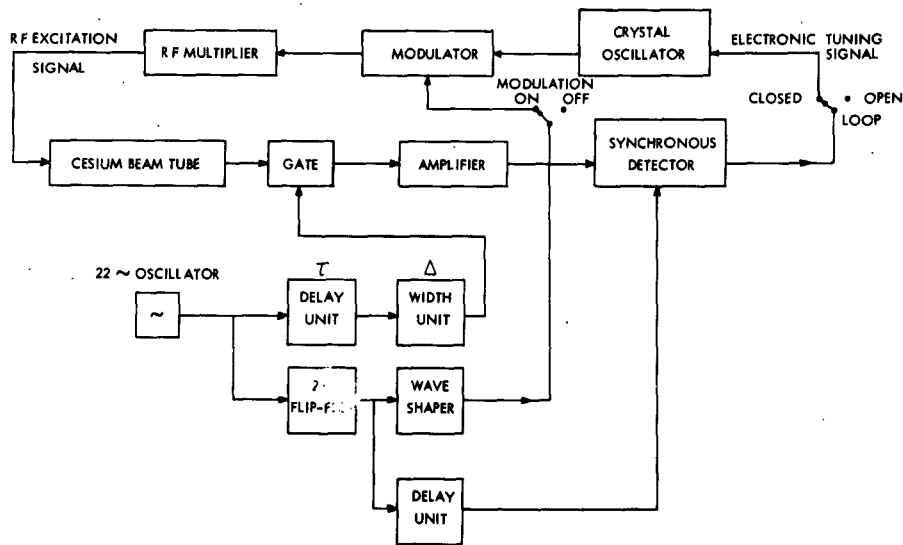 RF EXCITATION
SIGNAL
RF MULTIPLIER
MODULATOR
CRYSTAL
OSCILLATOR
ELECTRONIC TUNING
SIGNAL
MODULATION
ON OFF
CLOSED OPEN
LOOP
CESIUM BEAM TUBE
GATE
AMPLIFIER
SYNCHRONOUS
DETECTOR
22 ~ OSCILLATOR
~
τ
DELAY
UNIT
Δ
WIDTH
UNIT
2
WAVE
SHAPER
DELAY
UNIT